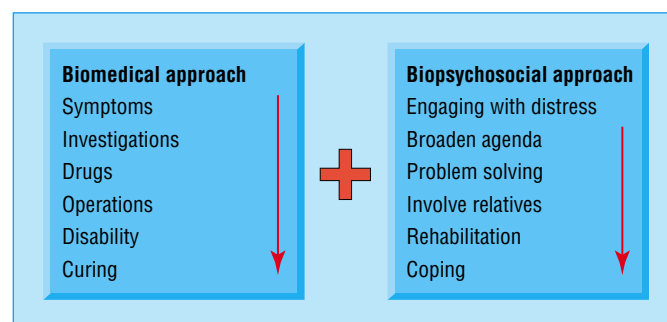 Biomedical approach
Symptoms
Investigations
Drugs
Operations
Disability
Curing
Biopsychosocial approach
Engaging with distress
Broaden agenda
Problem solving
Involve relatives
Rehabilitation
Coping